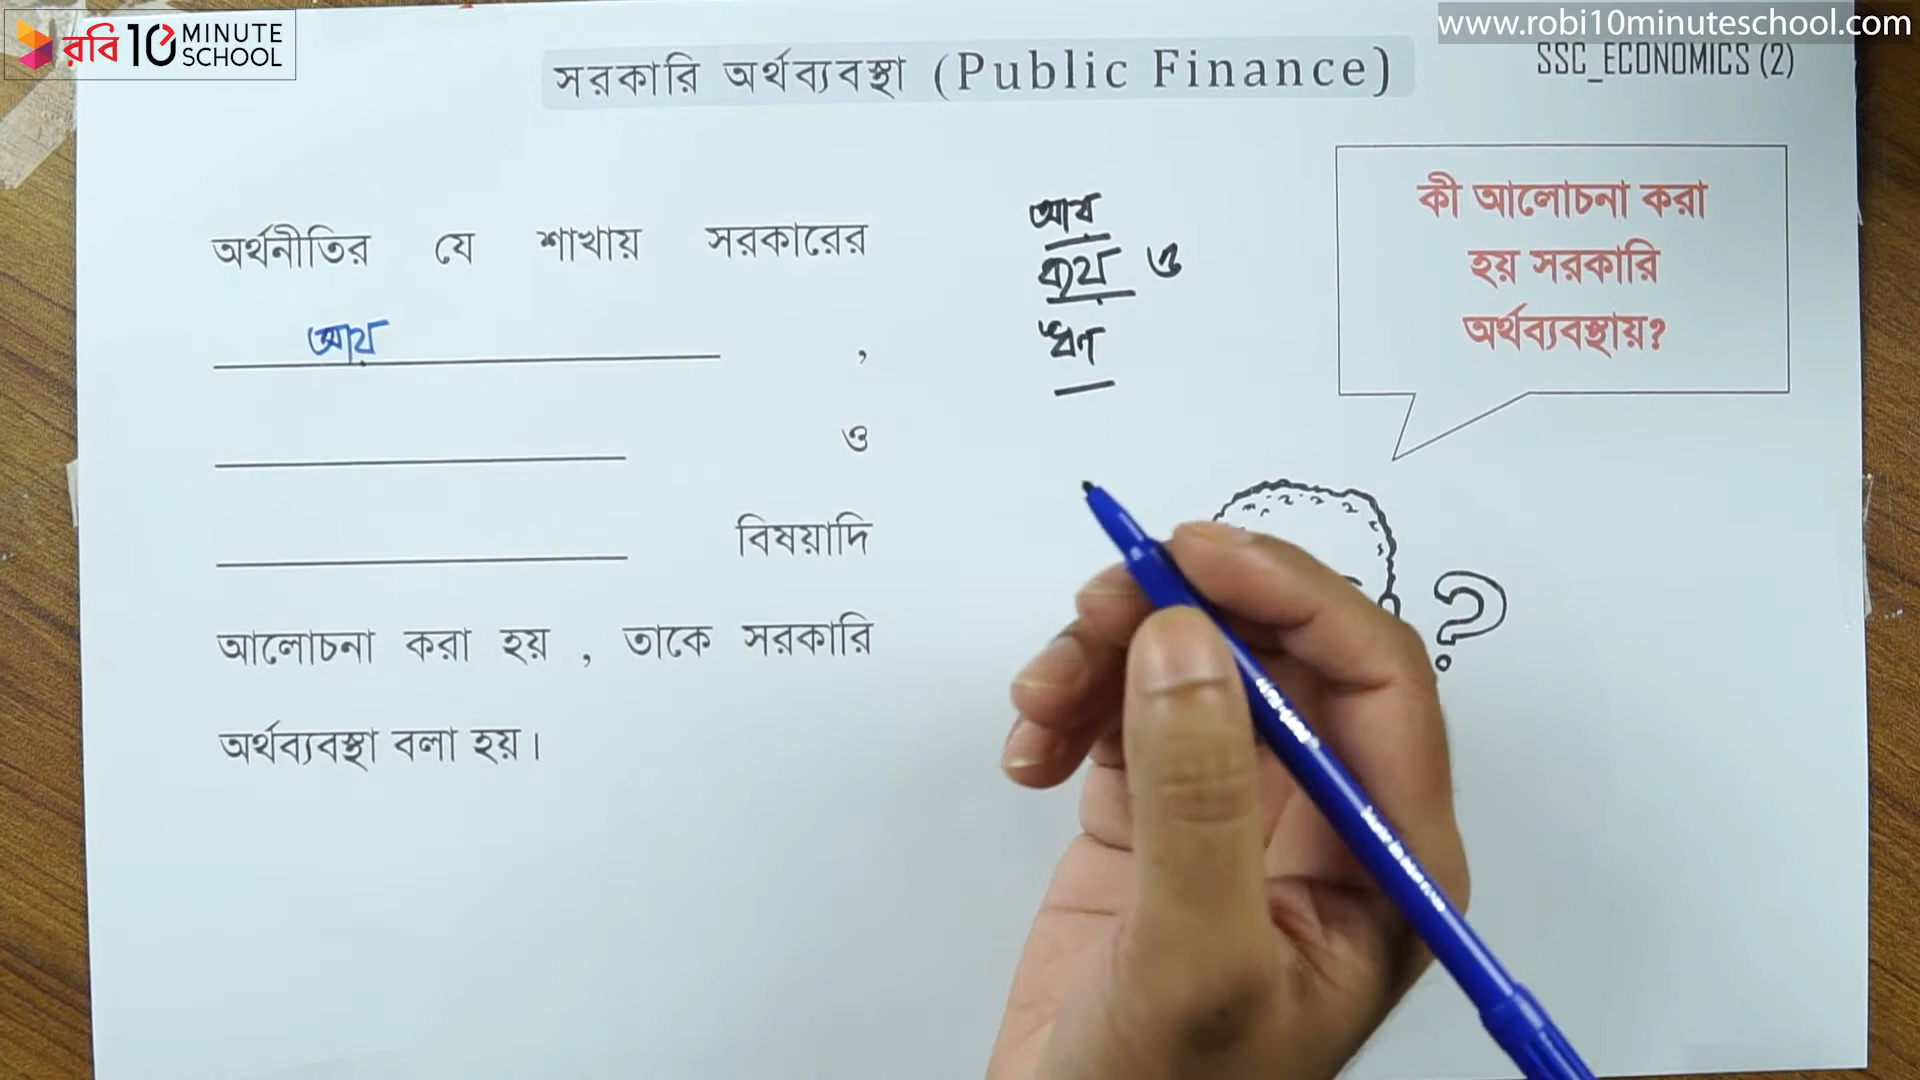 রবি 10 MINUTE SCHOOL
www.robi10minuteschool.com
সরকারি অর্থব্যবস্থা (Public Finance)
SSC_ECONOMICS (2)
অর্থনীতির যে শাখায় সরকারের
আয় ,
ও
বিষয়াদি
আলোচনা করা হয় , তাকে সরকারি
অর্থব্যবস্থা বলা হয়।
আয়
ব্যয় ও
ঋণ
কী আলোচনা করা
হয় সরকারি
অর্থব্যবস্থায়?
?